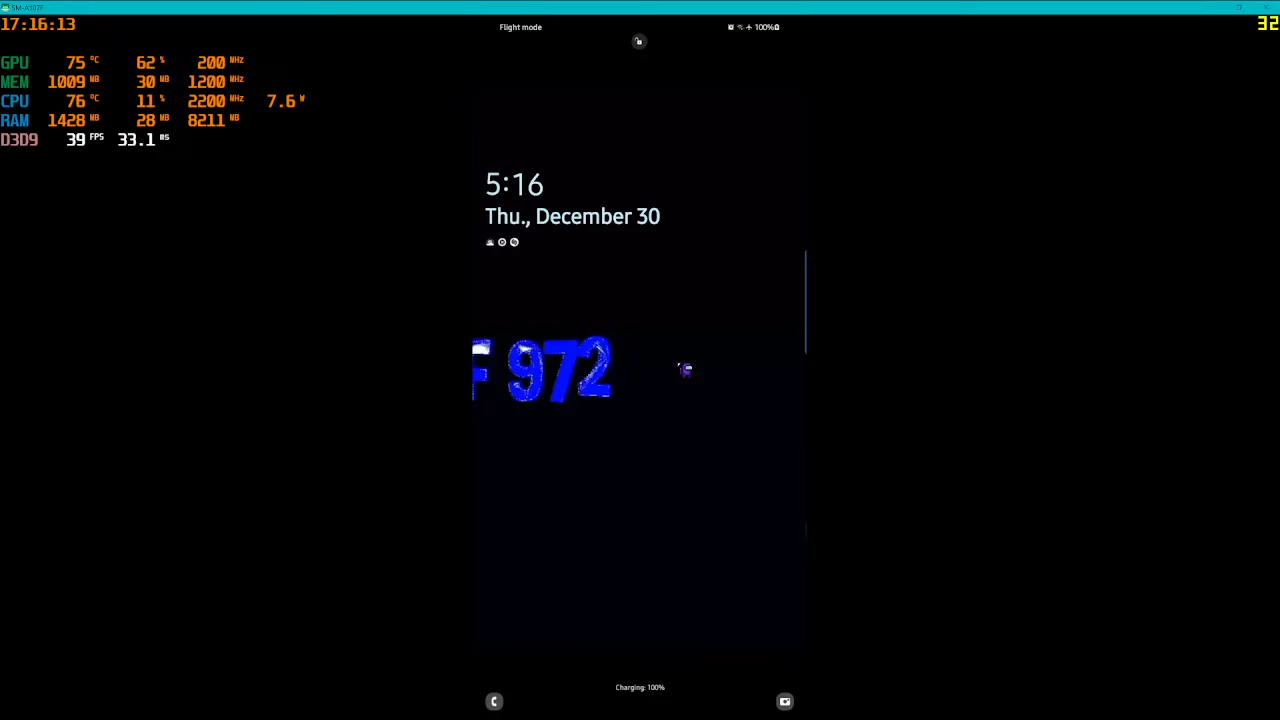 SM-A107F
17:16:13
32
Flight mode
100%
GPU 75 °C 62 % 200 MHz
MEM 1009 MB 30 MB 1200 MHz
CPU 76 °C 11 % 2200 MHz 7.6 W
RAM 1428 MB 28 MB 8211 MB
D3D9 39 FPS 33.1 ms
5:16
Thu., December 30
F 972
Charging: 100%